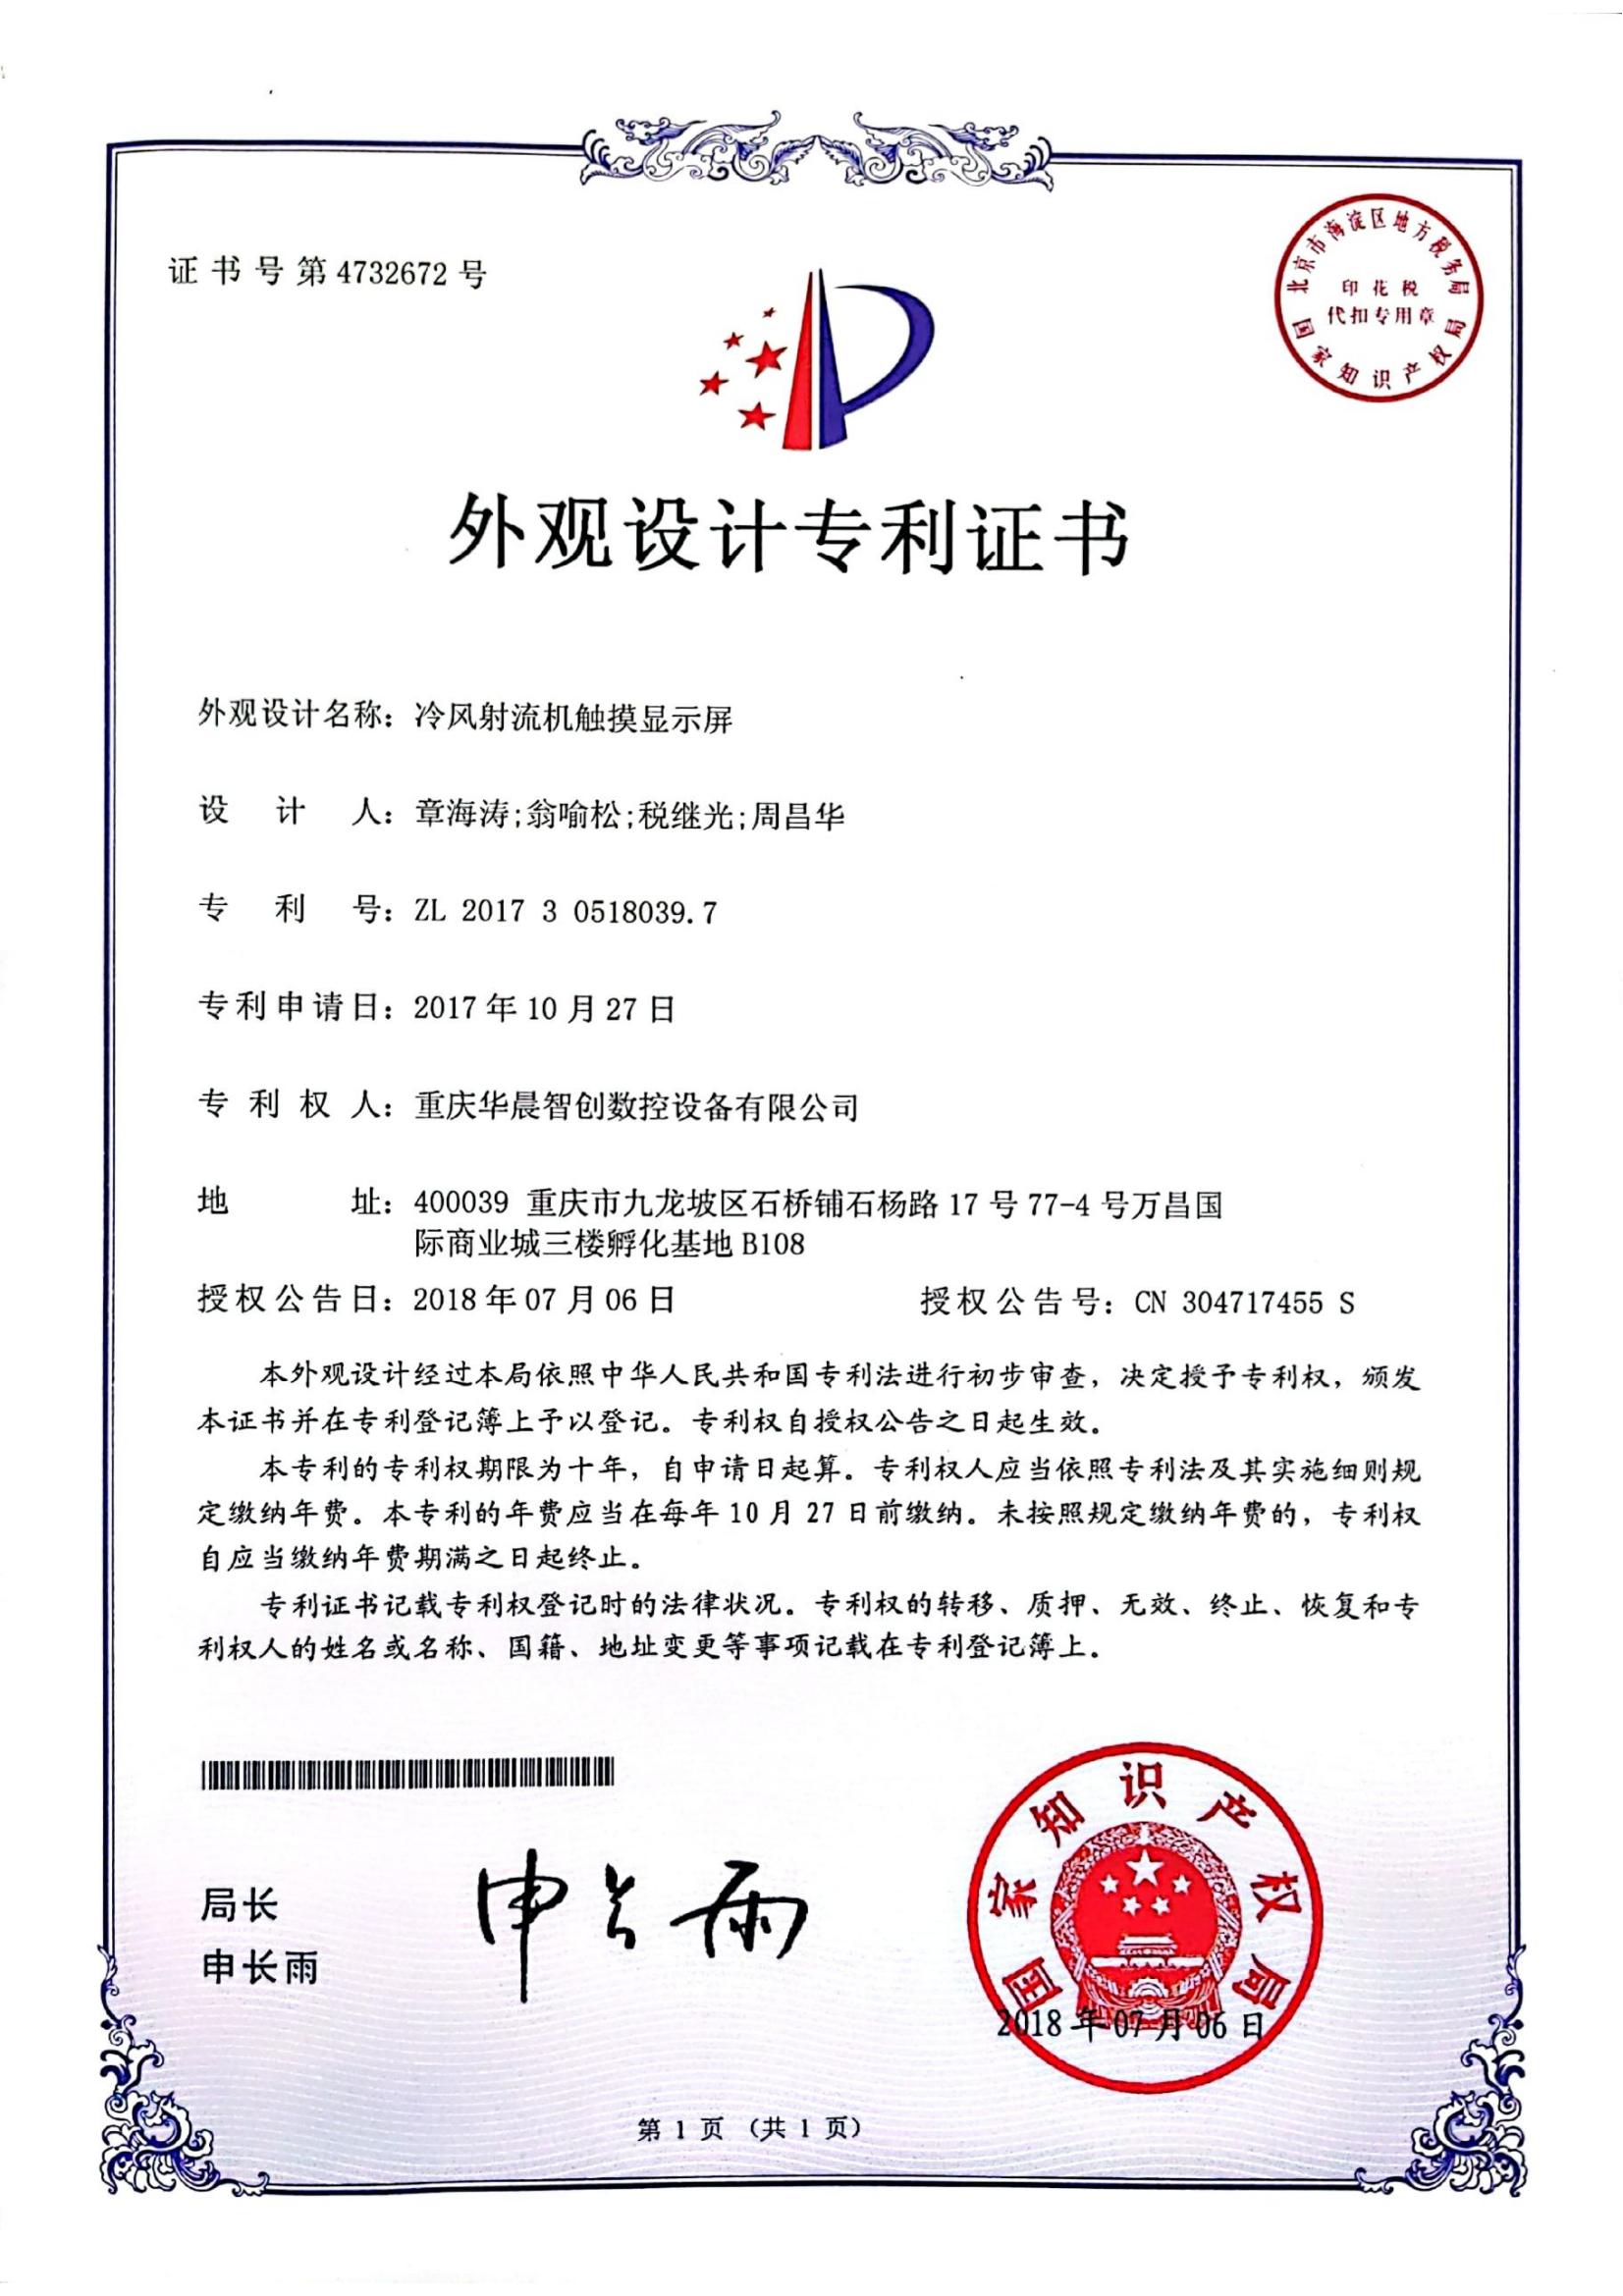 证书号第4732672号
北京市海淀区地方税务局
印花税
代扣专用章
国家知识产权局
外观设计专利证书
外观设计名称：冷风射流机触摸显示屏
设计人：章海涛;翁喻松;税继光;周昌华
专利号：ZL 2017 3 0518039.7
专利申请日：2017年10月27日
专利权人：重庆华晨智创数控设备有限公司
地址：400039 重庆市九龙坡区石桥铺石杨路17号77-4号万昌国
际商业城三楼孵化基地B108
授权公告日：2018年07月06日 授权公告号：CN 304717455 S
本外观设计经过本局依照中华人民共和国专利法进行初步审查，决定授予专利权，颁发
本证书并在专利登记簿上予以登记。专利权自授权公告之日起生效。
本专利的专利权期限为十年，自申请日起算。专利权人应当依照专利法及其实施细则规
定缴纳年费。本专利的年费应当在每年10月27日前缴纳。未按照规定缴纳年费的，专利权
自应当缴纳年费期满之日起终止。
专利证书记载专利权登记时的法律状况。专利权的转移、质押、无效、终止、恢复和专
利权人的姓名或名称、国籍、地址变更等事项记载在专利登记簿上。
局长
申长雨
申长雨
国家知识产权局
2018年07月06日
第1页（共1页）